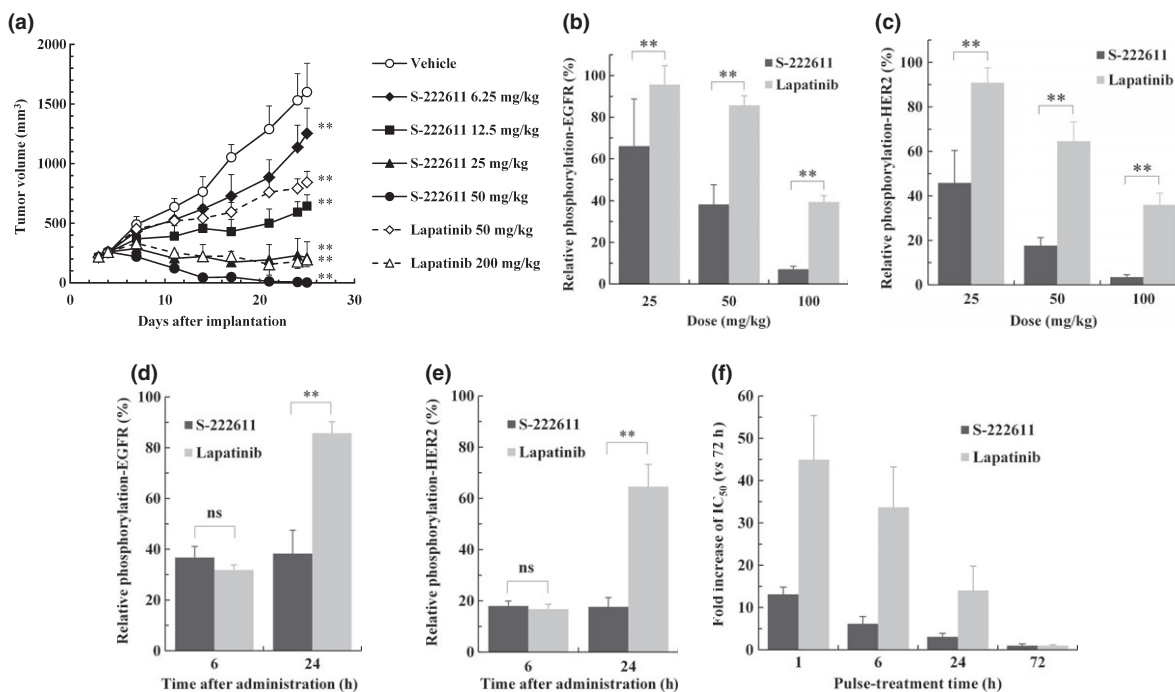 (a)
Tumor volume (mm³)
2000
1600
1200
800
400
0
0
10
20
30
Days after implantation
**
**
**
**
**
**
Vehicle
S-222611 6.25 mg/kg
S-222611 12.5 mg/kg
S-222611 25 mg/kg
S-222611 50 mg/kg
Lapatinib 50 mg/kg
Lapatinib 200 mg/kg
(b)
Relative phosphorylation-EGFR (%)
100
80
60
40
20
0
**
**
**
S-222611
Lapatinib
25
50
100
Dose (mg/kg)
(c)
Relative phosphorylation-HER2 (%)
100
80
60
40
20
0
**
**
**
S-222611
Lapatinib
25
50
100
Dose (mg/kg)
(d)
Relative phosphorylation-EGFR (%)
100
80
60
40
20
0
S-222611
Lapatinib
ns
**
6
24
Time after administration (h)
(e)
Relative phosphorylation-HER2 (%)
100
80
60
40
20
0
S-222611
Lapatinib
ns
**
6
24
Time after administration (h)
(f)
Fold increase of IC₅₀ (vs 72 h)
60
50
40
30
20
10
0
S-222611
Lapatinib
1
6
24
72
Pulse-treatment time (h)